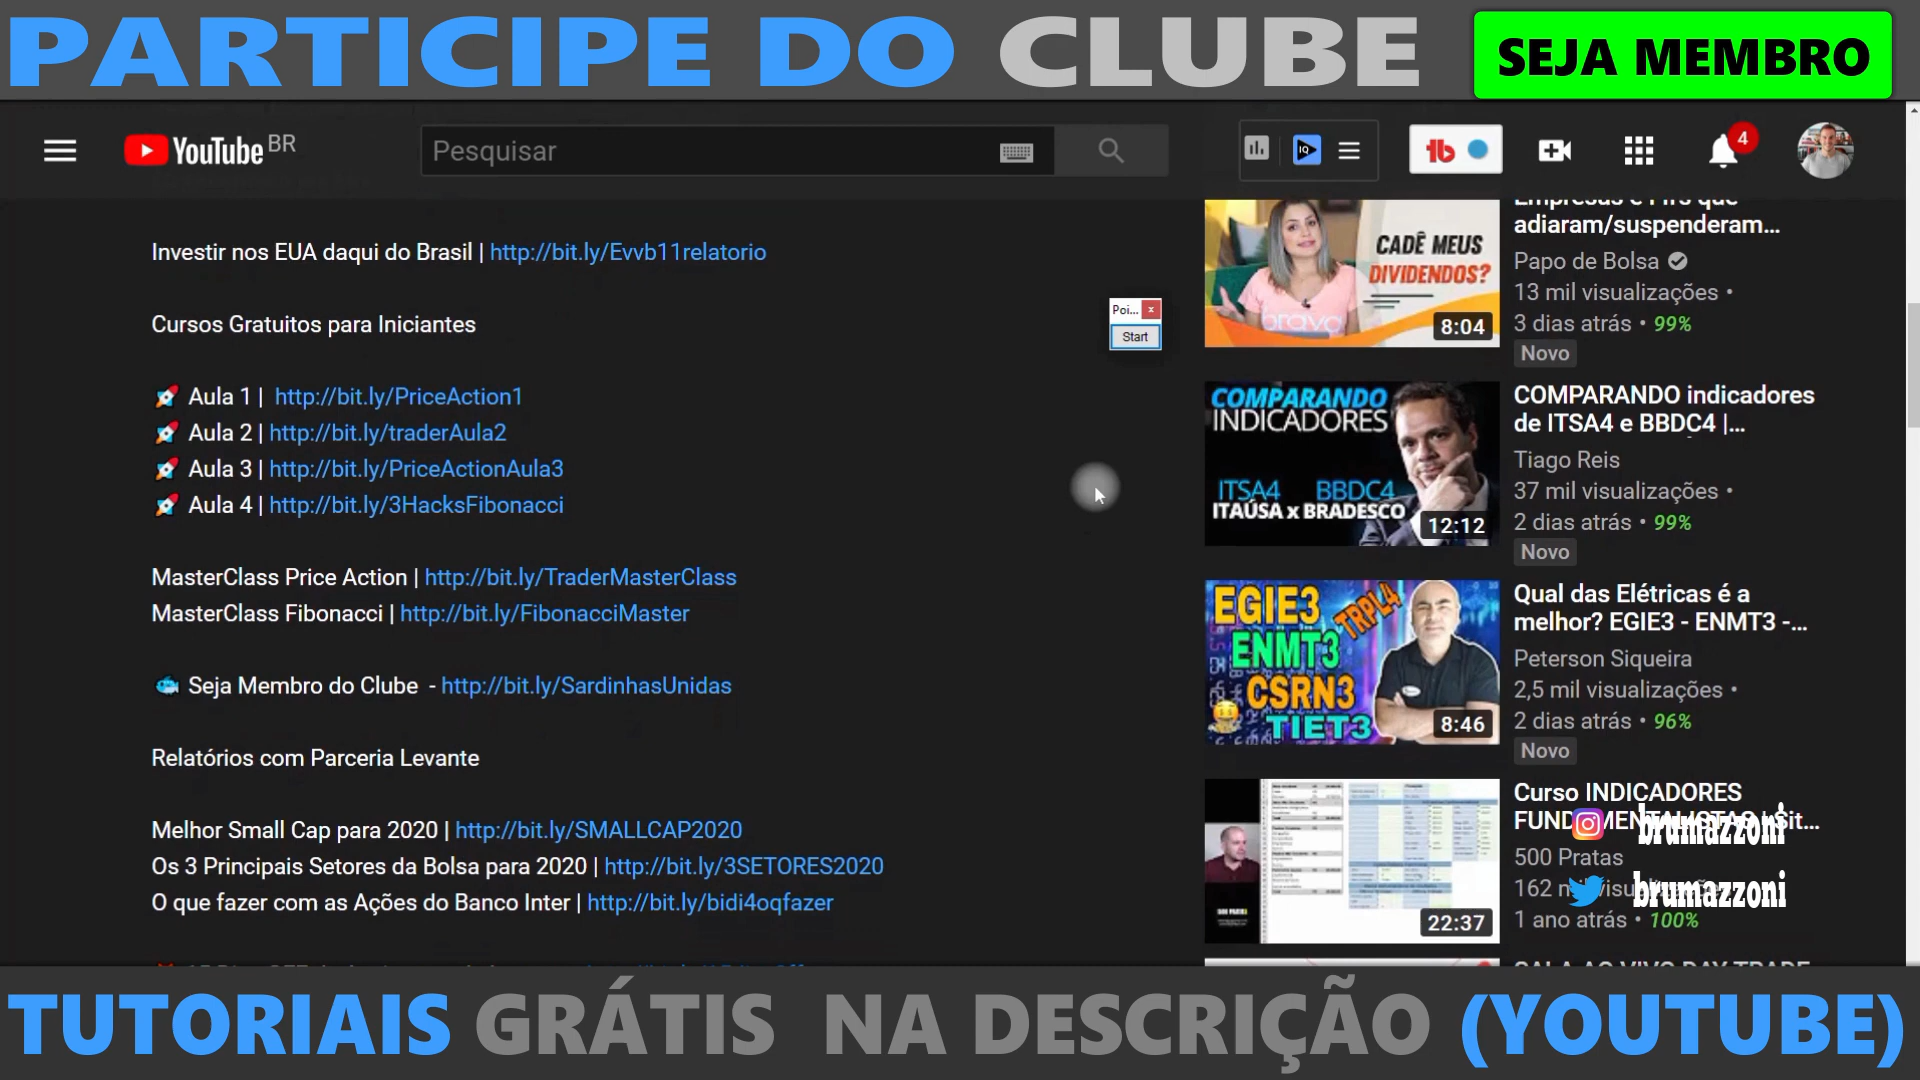 PARTICIPE DO CLUBE
SEJA MEMBRO
YouTube BR
Pesquisar
IQ
4
Investir nos EUA daqui do Brasil | http://bit.ly/Evvb11relatorio
Cursos Gratuitos para Iniciantes
Poi... x
Start
Aula 1 | http://bit.ly/PriceAction1
Aula 2 | http://bit.ly/traderAula2
Aula 3 | http://bit.ly/PriceActionAula3
Aula 4 | http://bit.ly/3HacksFibonacci
MasterClass Price Action | http://bit.ly/TraderMasterClass
MasterClass Fibonacci | http://bit.ly/FibonacciMaster
Seja Membro do Clube - http://bit.ly/SardinhasUnidas
Relatórios com Parceria Levante
Melhor Small Cap para 2020 | http://bit.ly/SMALLCAP2020
Os 3 Principais Setores da Bolsa para 2020 | http://bit.ly/3SETORES2020
O que fazer com as Ações do Banco Inter | http://bit.ly/bidi4oqfazer
CADÊ MEUS
DIVIDENDOS?
brava
8:04
Empresas e FIIs que
adiaram/suspenderam...
Papo de Bolsa
13 mil visualizações •
3 dias atrás • 99%
Novo
COMPARANDO
INDICADORES
ITSA4 BBDC4
ITAÚSA x BRADESCO
12:12
COMPARANDO indicadores
de ITSA4 e BBDC4 |...
Tiago Reis
37 mil visualizações •
2 dias atrás • 99%
Novo
EGIE3
TRPL4
ENMT3
CSRN3
TIET3
8:46
Qual das Elétricas é a
melhor? EGIE3 - ENMT3 -...
Peterson Siqueira
2,5 mil visualizações •
2 dias atrás • 96%
Novo
22:37
Curso INDICADORES
brumazzoni
500 Pratas
162 mil
brumazzoni
1 ano atrás • 100%
TUTORIAIS GRÁTIS NA DESCRIÇÃO (YOUTUBE)